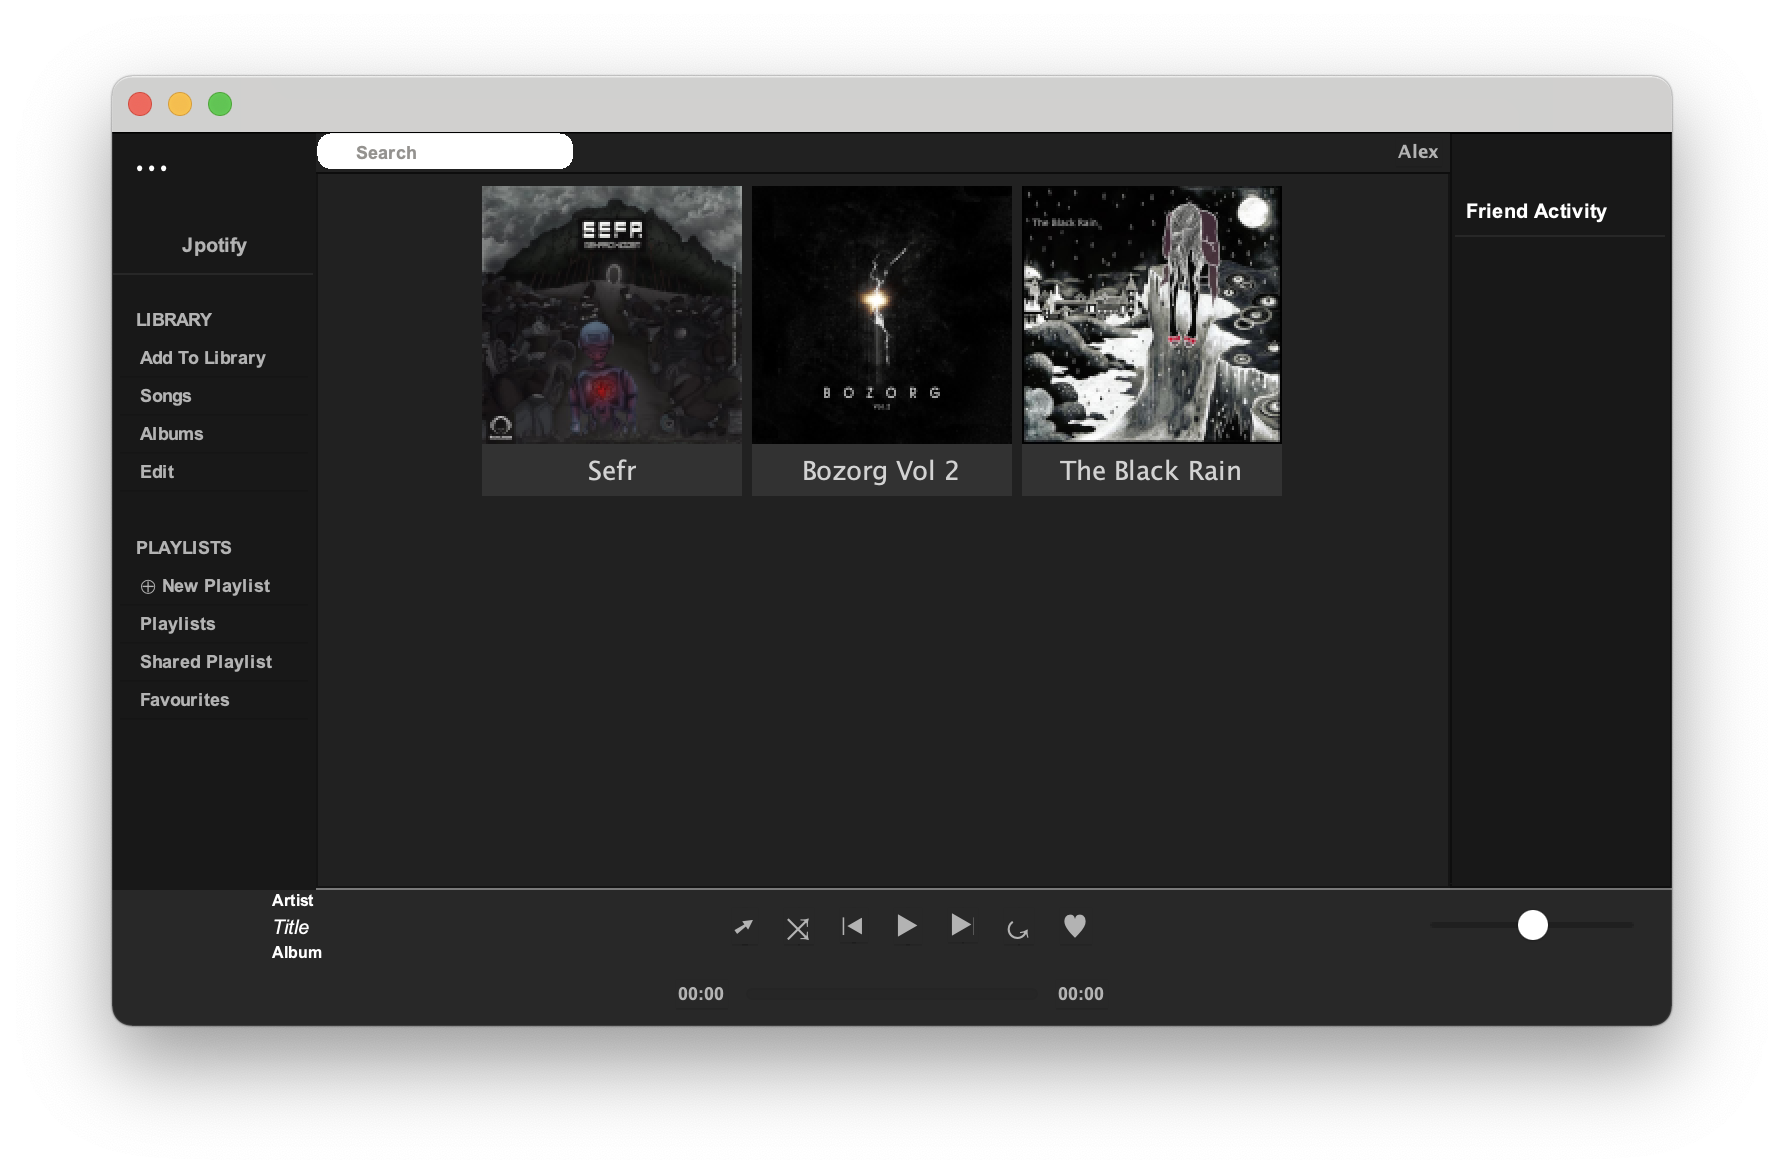 Search
Alex
Jpotify
LIBRARY
Add To Library
Songs
Albums
Edit
PLAYLISTS
New Playlist
Playlists
Shared Playlist
Favourites
SEFR
The Black Rain
BOZORG
Vol.2
Sefr
Bozorg Vol 2
The Black Rain
Friend Activity
Artist
Title
Album
00:00
00:00